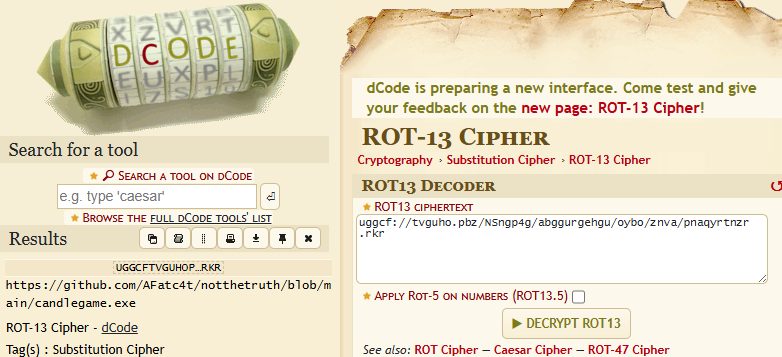 X Z V R T
D C O D E
E U X P L
Search for a tool
★ SEARCH A TOOL ON DCODE
e.g. type 'caesar'
★ BROWSE THE FULL DCODE TOOLS' LIST
Results
UGGCFTVGUHOP…RKR
https://github.com/AFatc4t/notthetruth/blob/m
ain/candlegame.exe
ROT-13 Cipher - dCode
Tag(s) : Substitution Cipher
dCode is preparing a new interface. Come test and give
your feedback on the new page: ROT-13 Cipher!
ROT-13 CIPHER
Cryptography › Substitution Cipher › ROT-13 Cipher
ROT13 DECODER
★ ROT13 CIPHERTEXT
uggcf://tvguho.pbz/NSngp4g/abggurgehgu/oybo/znva/pnaqyrtnzr
.rkr
★ APPLY ROT-5 ON NUMBERS (ROT13.5)
▶ DECRYPT ROT13
See also: ROT Cipher — Caesar Cipher — ROT-47 Cipher